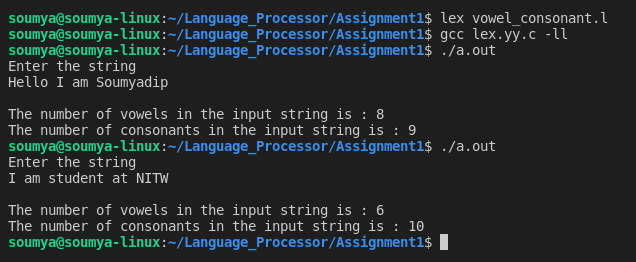 soumya@soumya-linux:~/Language_Processor/Assignment1$ lex vowel_consonant.l
soumya@soumya-linux:~/Language_Processor/Assignment1$ gcc lex.yy.c -ll
soumya@soumya-linux:~/Language_Processor/Assignment1$ ./a.out
Enter the string
Hello I am Soumyadip
The number of vowels in the input string is : 8
The number of consonants in the input string is : 9
soumya@soumya-linux:~/Language_Processor/Assignment1$ ./a.out
Enter the string
I am student at NITW
The number of vowels in the input string is : 6
The number of consonants in the input string is : 10
soumya@soumya-linux:~/Language_Processor/Assignment1$